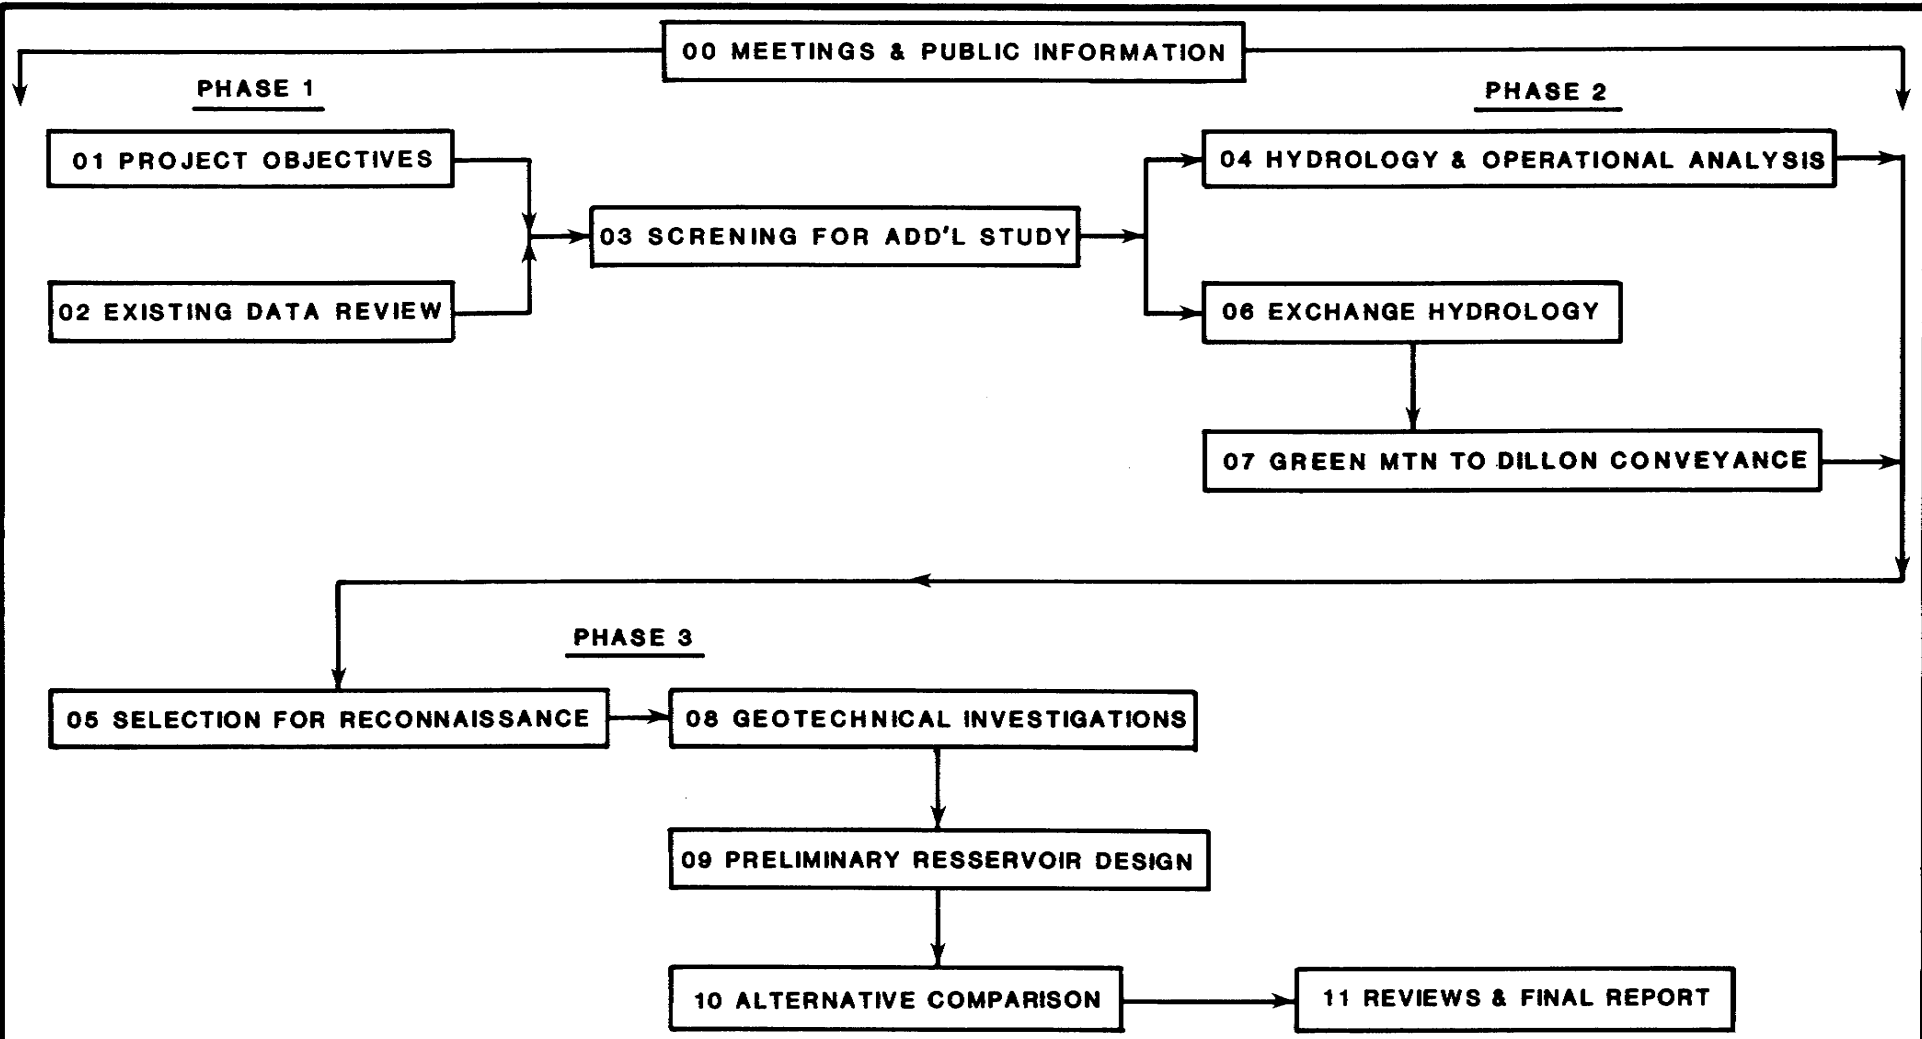 00 MEETINGS & PUBLIC INFORMATION
PHASE 1
PHASE 2
01 PROJECT OBJECTIVES
04 HYDROLOGY & OPERATIONAL ANALYSIS
03 SCRENING FOR ADD'L STUDY
02 EXISTING DATA REVIEW
06 EXCHANGE HYDROLOGY
07 GREEN MTN TO DILLON CONVEYANCE
PHASE 3
05 SELECTION FOR RECONNAISSANCE
08 GEOTECHNICAL INVESTIGATIONS
09 PRELIMINARY RESSERVOIR DESIGN
10 ALTERNATIVE COMPARISON
11 REVIEWS & FINAL REPORT